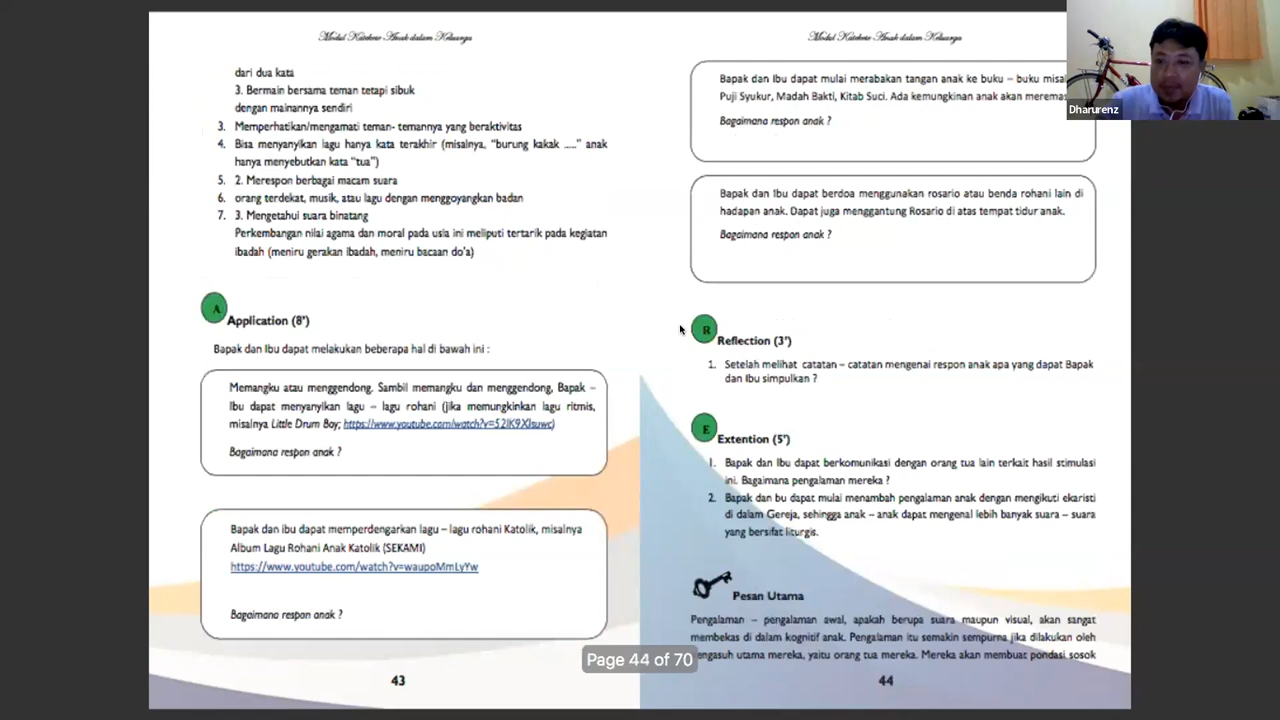 Modul Katekese Anak dalam Keluarga
dari dua kata
3. Bermain bersama teman tetapi sibuk
dengan mainnya sendiri
3. Memperhatikan/mengamati teman- temannya yang beraktivitas
4. Bisa menyanyikan lagu hanya kata terakhir (misalnya, "burung kakak ....." anak
hanya menyebutkan kata "tua")
5. 2. Merespon berbagai macam suara
6. orang terdekat, musik, atau lagu dengan menggoyangkan badan
7. 3. Mengetahui suara binatang
Perkembangan nilai agama dan moral pada usia ini meliputi tertarik pada kegiatan
ibadah (meniru gerakan ibadah, meniru bacaan do'a)
A
Application (8')
Bapak dan Ibu dapat melakukan beberapa hal di bawah ini :
Memangku atau menggendong. Sambil memangku dan menggendong, Bapak –
Ibu dapat menyanyikan lagu – lagu rohani (jika memungkinkan lagu ritmis,
misalnya Little Drum Boy;
Bagaimana respon anak ?
Bapak dan ibu dapat memperdengarkan lagu – lagu rohani Katolik, misalnya
Album Lagu Rohani Anak Katolik (SEKAMI)
https://www.youtube.com/watch?v=waupoMmLyYw
Bagaimana respon anak ?
43
Modul Katekese Anak dalam Keluarga
Bapak dan Ibu dapat mulai merabakan tangan anak ke buku – buku
Puji Syukur, Madah Bakti, Kitab Suci. Ada kemungkinan anak akan
Bagaimana respon anak ?
Bapak dan Ibu dapat berdoa menggunakan rosario atau benda rohani lain di
hadapan anak. Dapat juga menggantung Rosario di atas tempat tidur anak.
Bagaimana respon anak ?
R
Reflection (3')
1. Setelah melihat catatan – catatan mengenai respon anak apa yang dapat Bapak
dan Ibu simpulkan ?
E
Extention (5')
1. Bapak dan Ibu dapat berkomunikasi dengan orang tua lain terkait hasil stimulasi
ini. Bagaimana pengalaman mereka ?
2. Bapak dan bu dapat mulai menambah pengalaman anak dengan mengikuti ekaristi
di dalam Gereja, sehingga anak – anak dapat mengenal lebih banyak suara – suara
yang bersifat liturgis.
Pesan Utama
Pengalaman – pengalaman awal, apakah berupa suara maupun visual, akan sangat
membekas di dalam kognitif anak. Pengalaman itu semakin sempurna jika dilakukan oleh
pengasuh utama mereka, yaitu orang tua mereka. Mereka akan membuat pondasi sosok
44
Page 44 of 70
Dharurenz